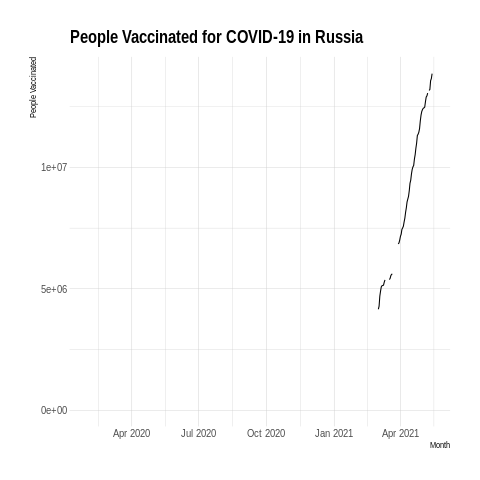 People Vaccinated for COVID-19 in Russia
People Vaccinated
1e+07
5e+06
0e+00
Apr 2020 Jul 2020 Oct 2020 Jan 2021 Apr 2021
Month